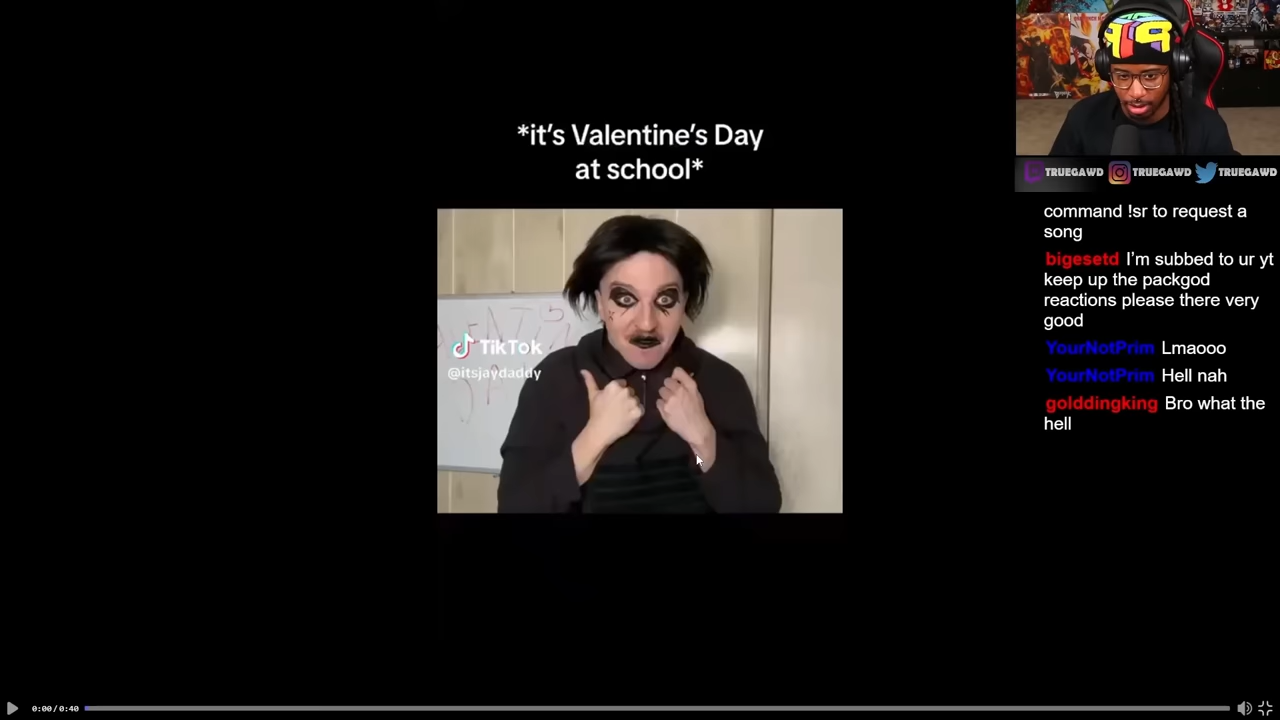 *it's Valentine's Day
at school*
TikTok
@itsjaydaddy
TRUEGAWD TRUEGAWD TRUEGAWD
command !sr to request a
song
bigesetd I'm subbed to ur yt
keep up the packgod
reactions please there very
good
YourNotPrim Lmaooo
YourNotPrim Hell nah
golddingking Bro what the
hell
0:00/0:40